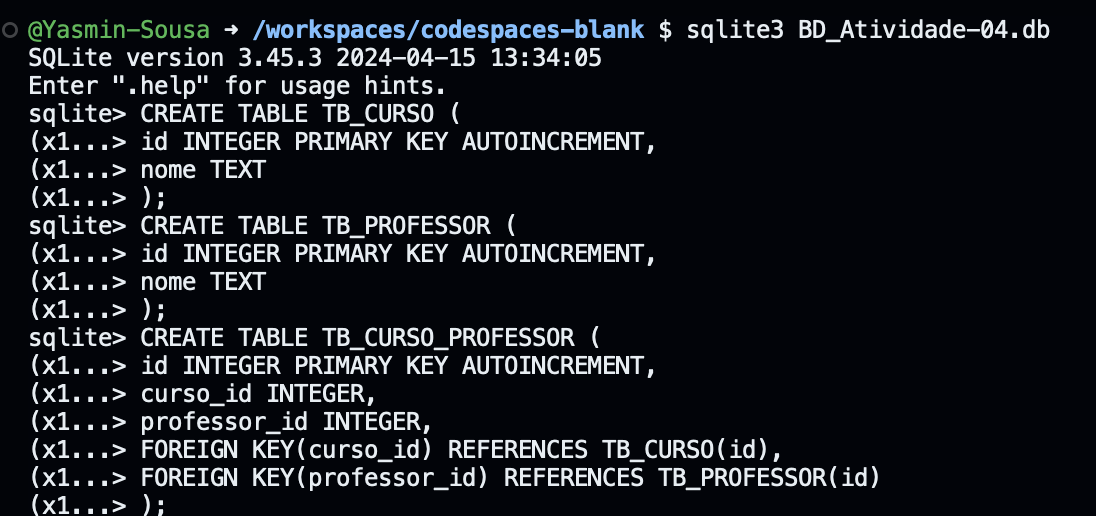 @Yasmin-Sousa ➜ /workspaces/codespaces-blank $ sqlite3 BD_Atividade-04.db
SQLite version 3.45.3 2024-04-15 13:34:05
Enter ".help" for usage hints.
sqlite> CREATE TABLE TB_CURSO (
(x1...> id INTEGER PRIMARY KEY AUTOINCREMENT,
(x1...> nome TEXT
(x1...> );
sqlite> CREATE TABLE TB_PROFESSOR (
(x1...> id INTEGER PRIMARY KEY AUTOINCREMENT,
(x1...> nome TEXT
(x1...> );
sqlite> CREATE TABLE TB_CURSO_PROFESSOR (
(x1...> id INTEGER PRIMARY KEY AUTOINCREMENT,
(x1...> curso_id INTEGER,
(x1...> professor_id INTEGER,
(x1...> FOREIGN KEY(curso_id) REFERENCES TB_CURSO(id),
(x1...> FOREIGN KEY(professor_id) REFERENCES TB_PROFESSOR(id)
(x1...> );